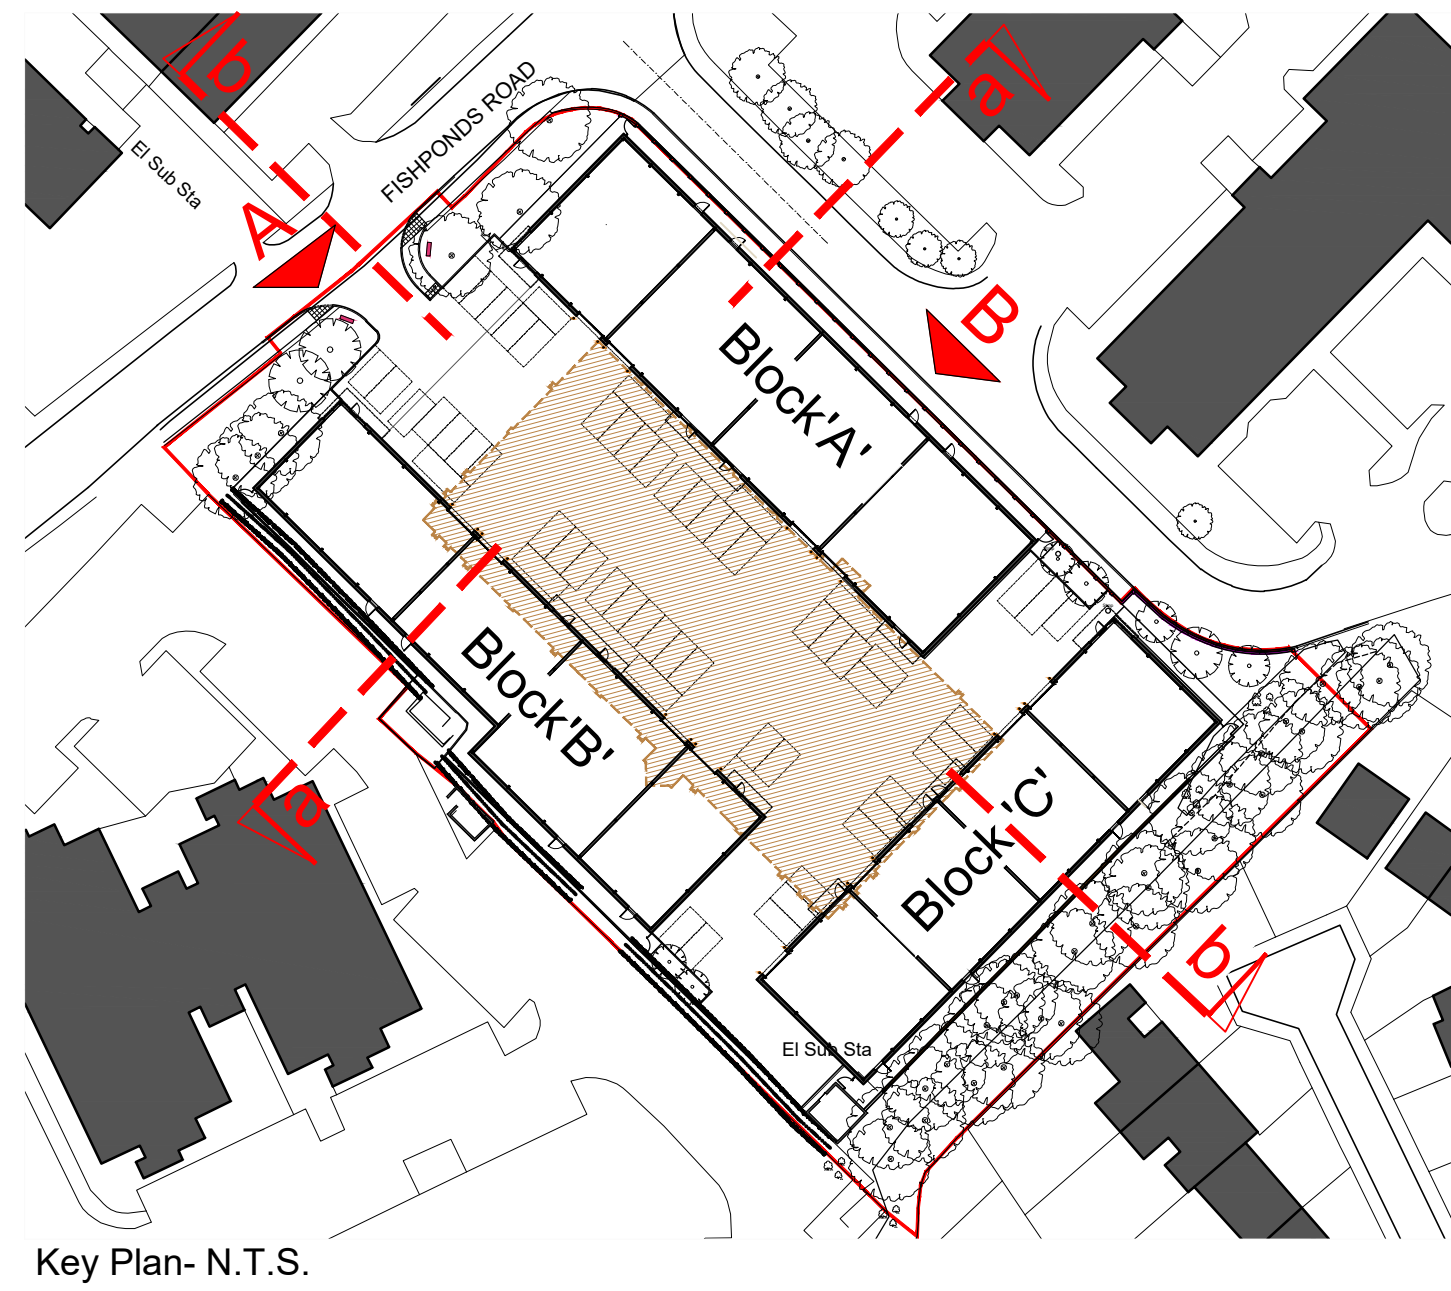 b
a
FISHPONDS ROAD
El Sub Sta
A
B
Block'A'
Block'B'
a
Block'C'
b
El Sub Sta
Key Plan- N.T.S.